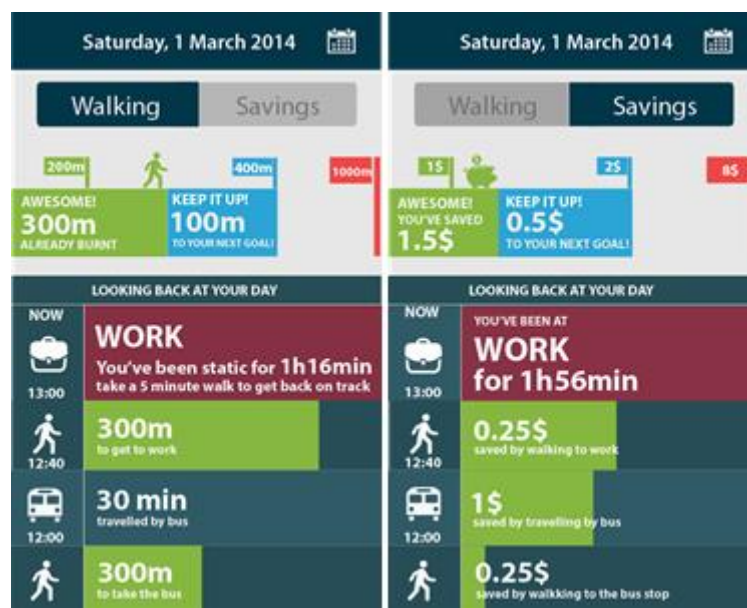 Saturday, 1 March 2014
Walking
Savings
200m
400m
1000m
AWESOME!
300m
ALREADY BURNT
KEEP IT UP!
100m
TO YOUR NEXT GOAL!
LOOKING BACK AT YOUR DAY
NOW
13:00
WORK
You've been static for 1h16min
take a 5 minute walk to get back on track
12:40
300m
to get to work
12:00
30 min
travelled by bus
300m
to take the bus
Saturday, 1 March 2014
Walking
Savings
1$
2$
8$
AWESOME!
YOU'VE SAVED
1.5$
KEEP IT UP!
0.5$
TO YOUR NEXT GOAL!
LOOKING BACK AT YOUR DAY
NOW
13:00
YOU'VE BEEN AT
WORK
for 1h56min
12:40
0.25$
saved by walking to work
12:00
1$
saved by travelling by bus
0.25$
saved by walkking to the bus stop